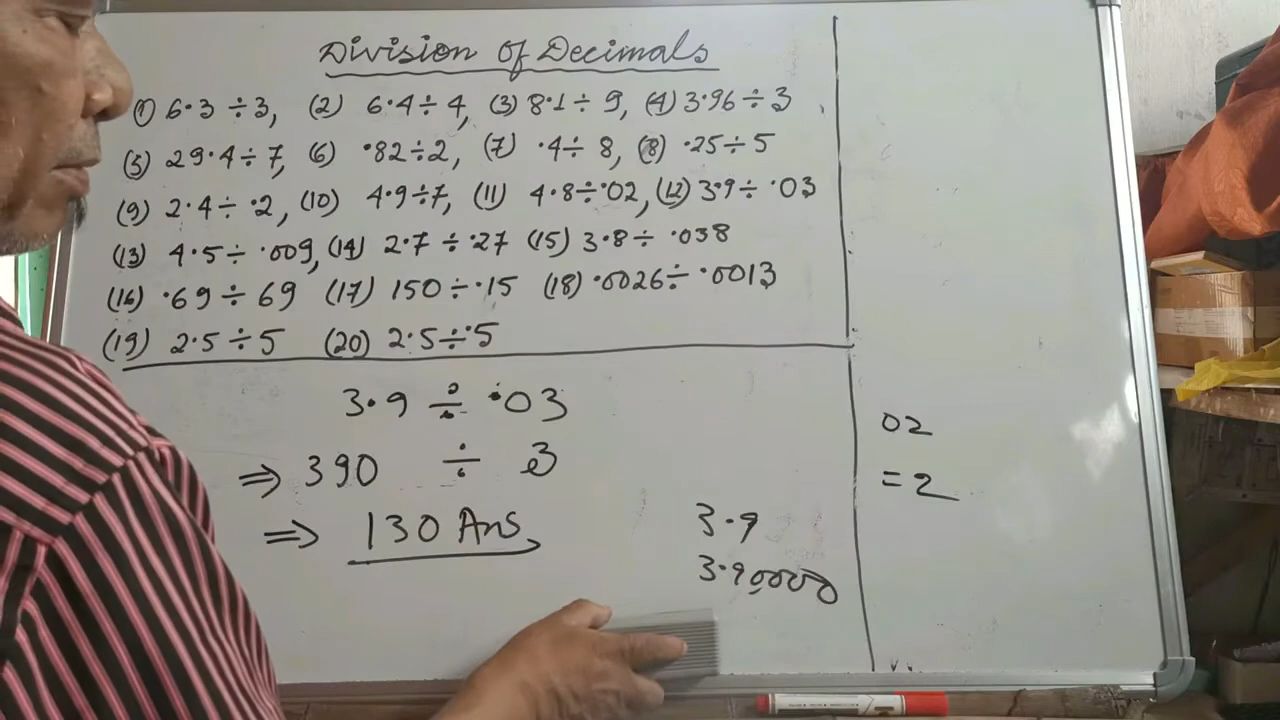 Division of Decimals
(1) 6.3 ÷ 3, (2) 6.4 ÷ 4, (3) 8.1 ÷ 9, (4) 3.96 ÷ 3
(5) 29.4 ÷ 7, (6) .82 ÷ 2, (7) .4 ÷ 8, (8) .25 ÷ 5
(9) 2.4 ÷ .2, (10) 4.9 ÷ 7, (11) 4.8 ÷ .02, (12) 3.9 ÷ .03
(13) 4.5 ÷ .009, (14) 2.7 ÷ .27 (15) 3.8 ÷ .038
(16) .69 ÷ 69 (17) 150 ÷ .15 (18) .0026 ÷ .0013
(19) 2.5 ÷ 5 (20) 2.5 ÷ .5
3.9 ÷ .03
⇒ 390 ÷ 3
⇒ 130 Ans
3.9
3.90000
02
= 2